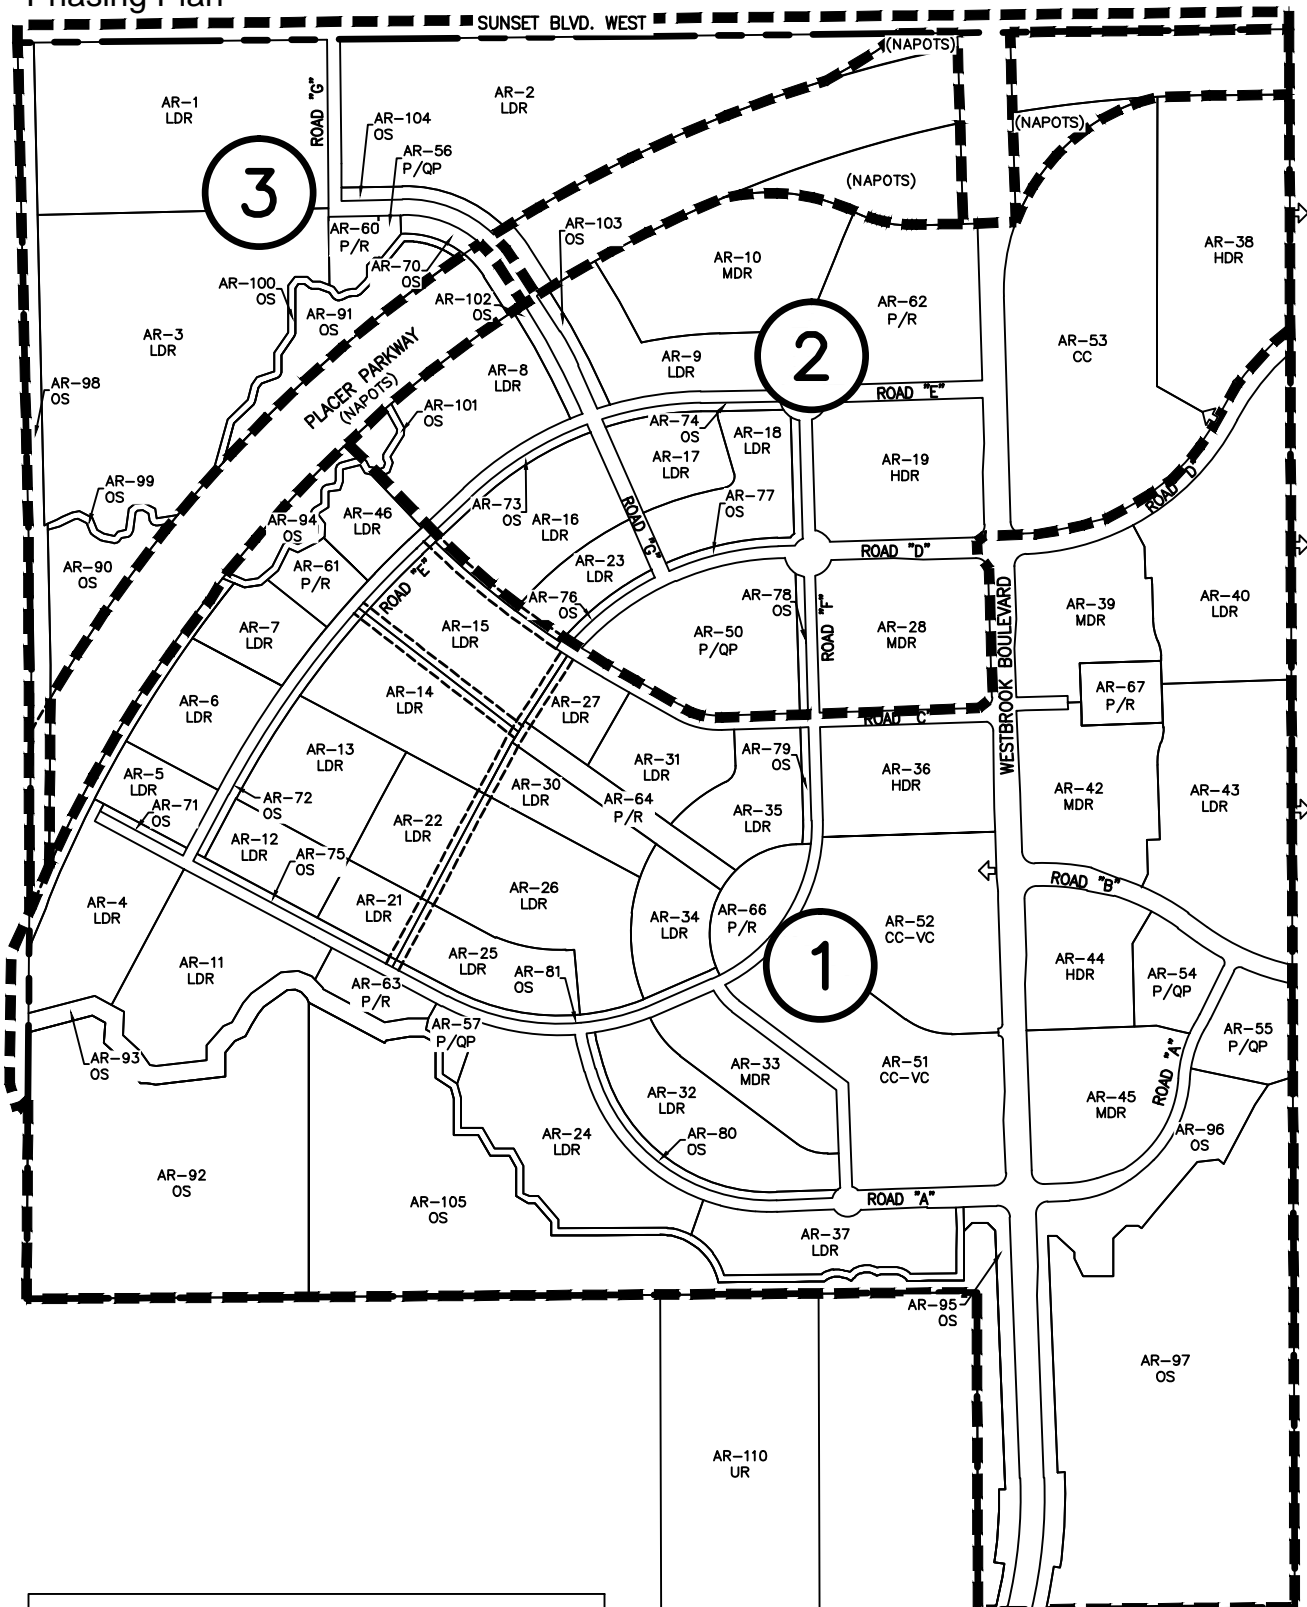 Phasing Plan
SUNSET BLVD. WEST
(NAPOTS)
AR-1
LDR
ROAD "G"
AR-2
LDR
AR-104
OS
AR-56
P/QP
(NAPOTS)
(NAPOTS)
3
AR-60
P/R
AR-103
OS
AR-38
HDR
AR-70
OS
AR-10
MDR
AR-100
OS
AR-102
OS
AR-62
P/R
AR-91
OS
AR-3
LDR
AR-53
CC
2
PLACER PARKWAY
(NAPOTS)
AR-8
LDR
AR-9
LDR
AR-98
OS
ROAD "E"
AR-101
OS
AR-74
OS
AR-18
LDR
AR-17
LDR
AR-19
HDR
AR-99
OS
AR-73
OS
AR-77
OS
ROAD "D"
AR-94
OS
AR-46
LDR
AR-16
LDR
ROAD "G"
ROAD "D"
AR-90
OS
AR-61
P/R
ROAD "E"
AR-23
LDR
AR-76
OS
AR-78
OS
AR-39
MDR
AR-40
LDR
AR-7
LDR
AR-15
LDR
AR-50
P/QP
ROAD "F"
AR-28
MDR
WESTBROOK BOULEVARD
AR-67
P/R
AR-6
LDR
AR-14
LDR
AR-27
LDR
ROAD "C"
AR-13
LDR
AR-79
OS
AR-5
LDR
AR-31
LDR
AR-36
HDR
AR-71
OS
AR-72
OS
AR-30
LDR
AR-64
P/R
AR-42
MDR
AR-43
LDR
AR-12
LDR
AR-22
LDR
AR-35
LDR
AR-75
OS
ROAD "B"
AR-4
LDR
AR-21
LDR
AR-26
LDR
AR-34
LDR
AR-66
P/R
AR-52
CC-VC
1
AR-11
LDR
AR-25
LDR
AR-81
OS
AR-44
HDR
AR-54
P/QP
AR-63
P/R
AR-57
P/QP
AR-55
P/QP
AR-93
OS
AR-33
MDR
AR-51
CC-VC
ROAD "A"
AR-32
LDR
AR-45
MDR
AR-24
LDR
AR-80
OS
AR-96
OS
AR-92
OS
AR-105
OS
ROAD "A"
AR-37
LDR
AR-95
OS
AR-97
OS
AR-110
UR